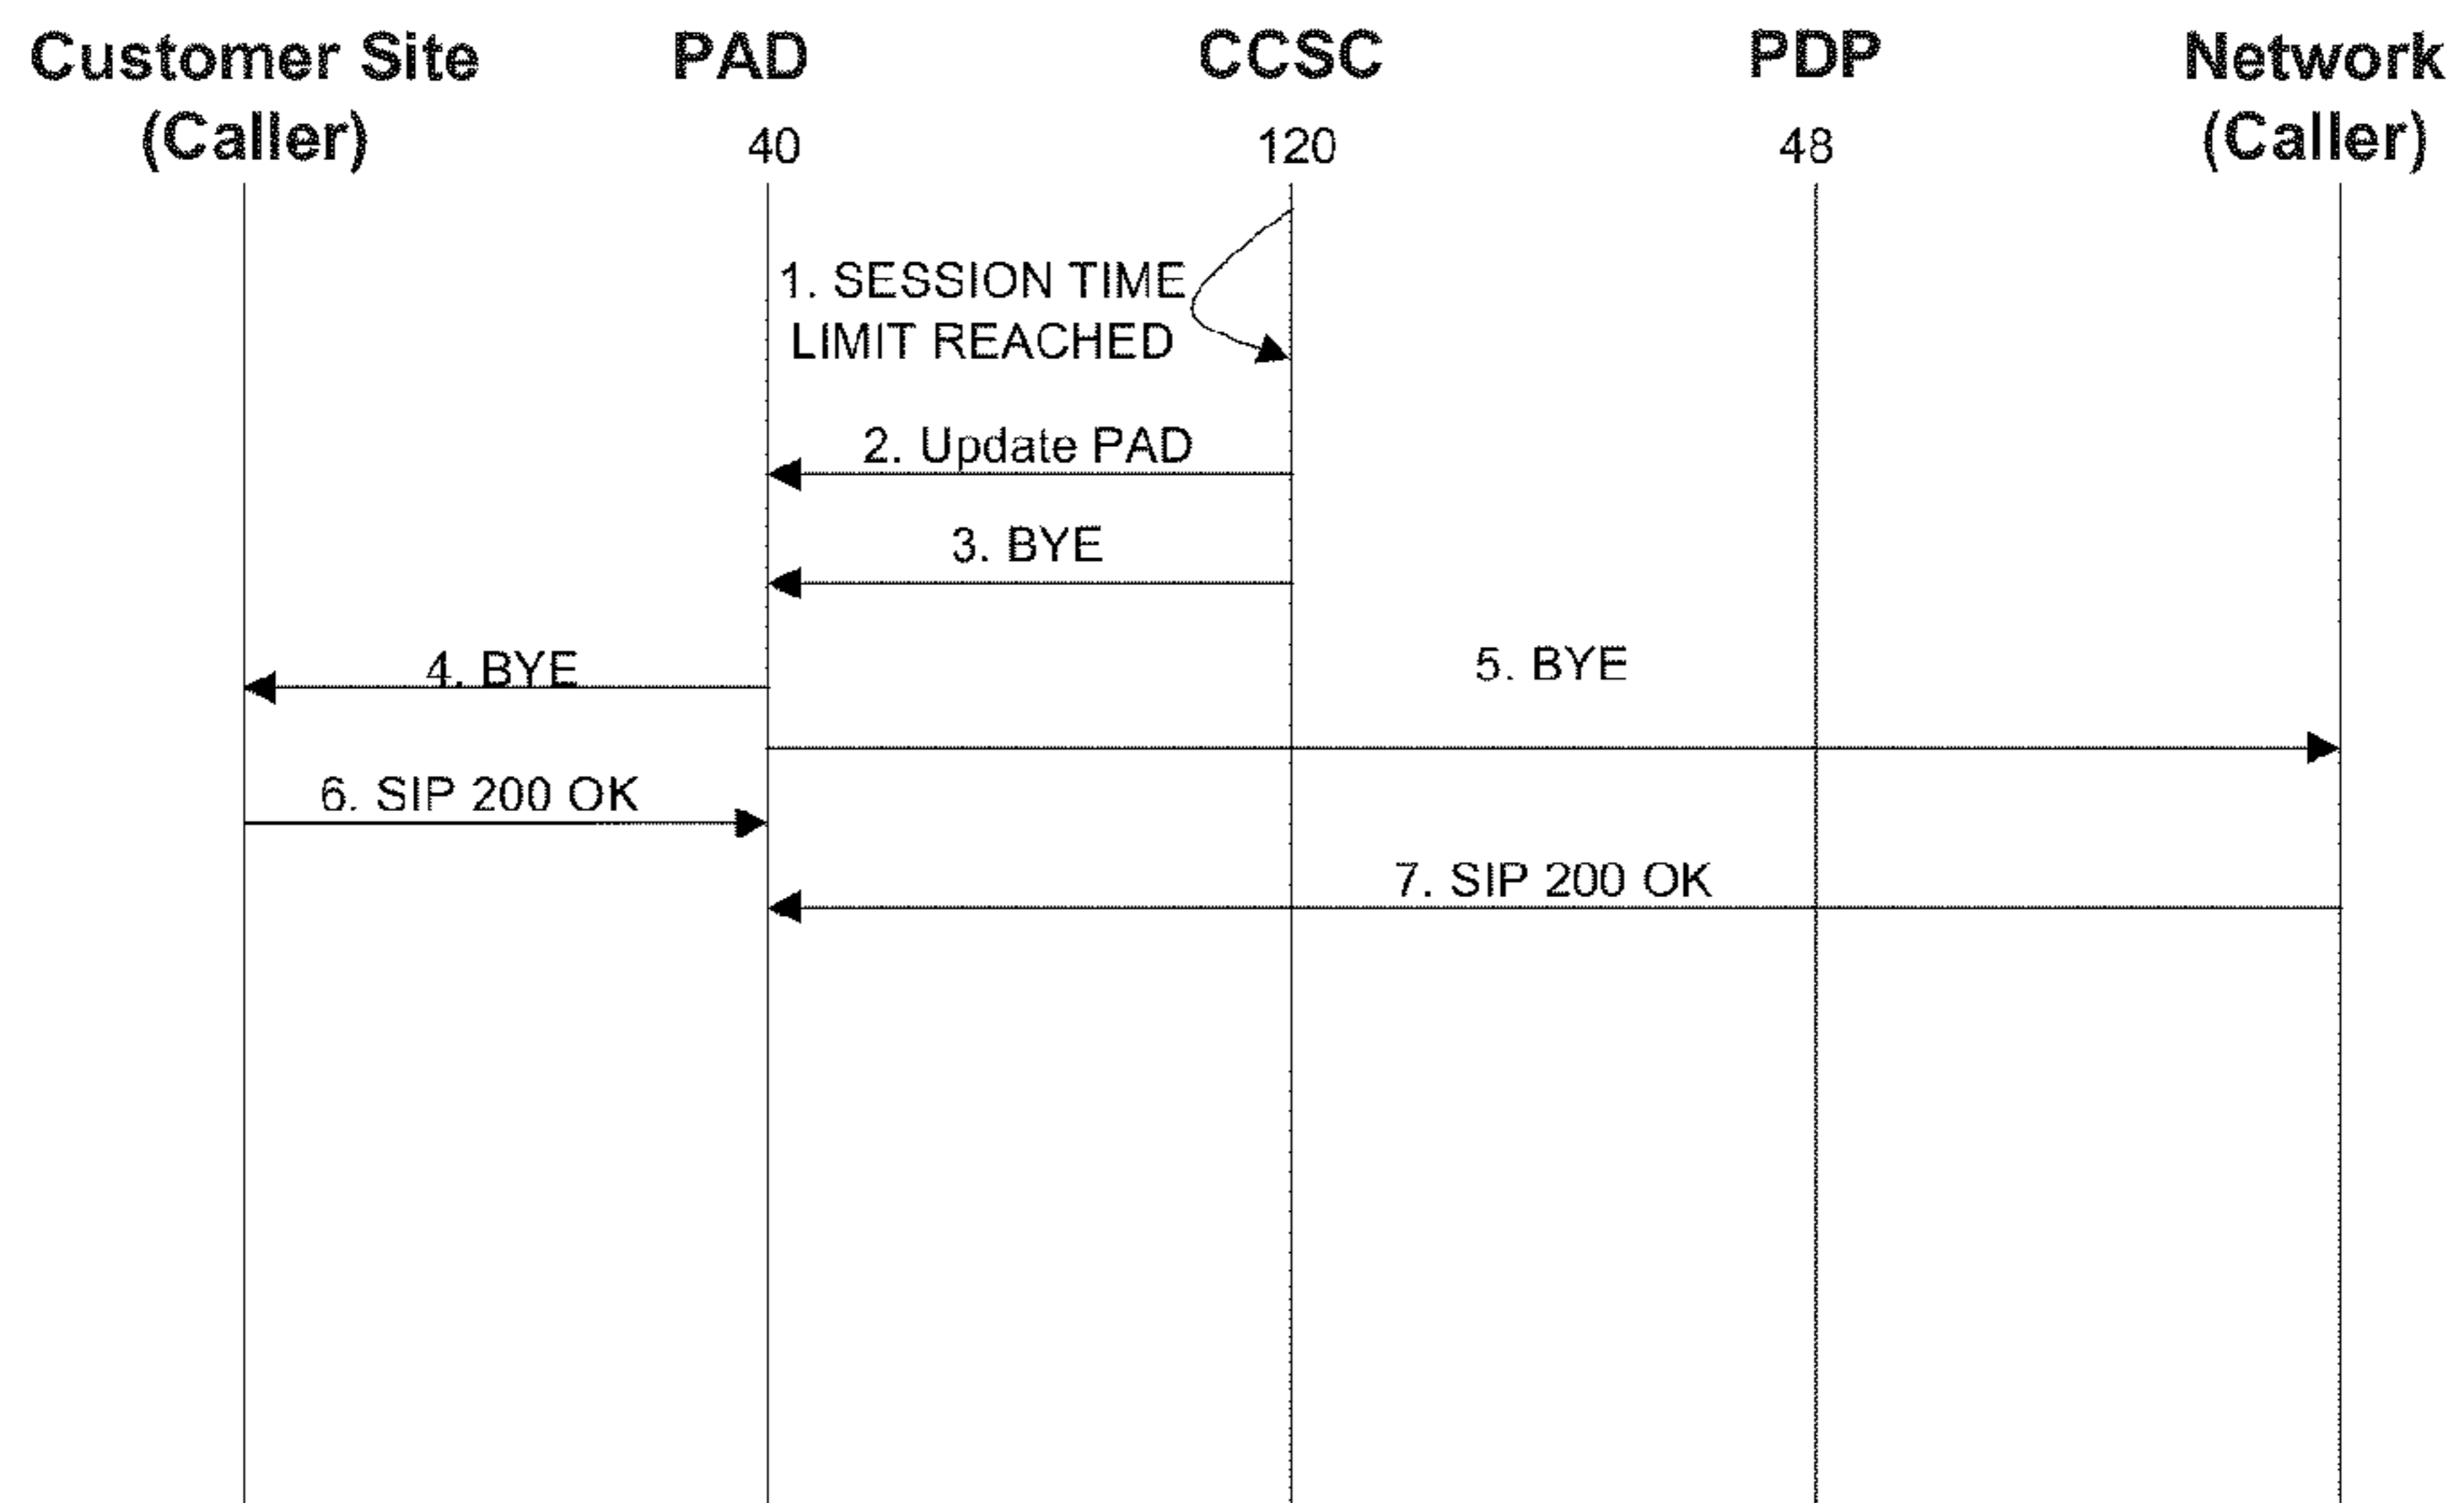 Customer Site PAD CCSC PDP Network
(Caller) 40 120 48 (Caller)
1. SESSION TIME
LIMIT REACHED
2. Update PAD
3. BYE
4. BYE
5. BYE
6. SIP 200 OK
7. SIP 200 OK